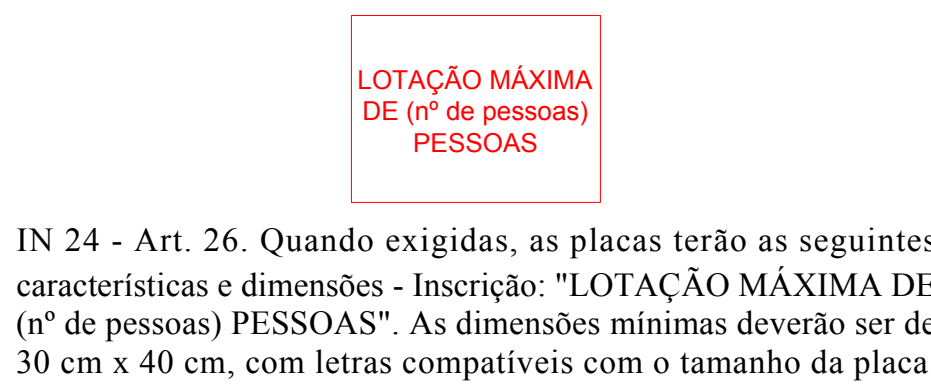 LOTAÇÃO MÁXIMA
DE (nº de pessoas)
PESSOAS
IN 24 - Art. 26. Quando exigidas, as placas terão as seguintes
características e dimensões - Inscrição: "LOTAÇÃO MÁXIMA DE
(nº de pessoas) PESSOAS". As dimensões mínimas deverão ser de
30 cm x 40 cm, com letras compatíveis com o tamanho da placa